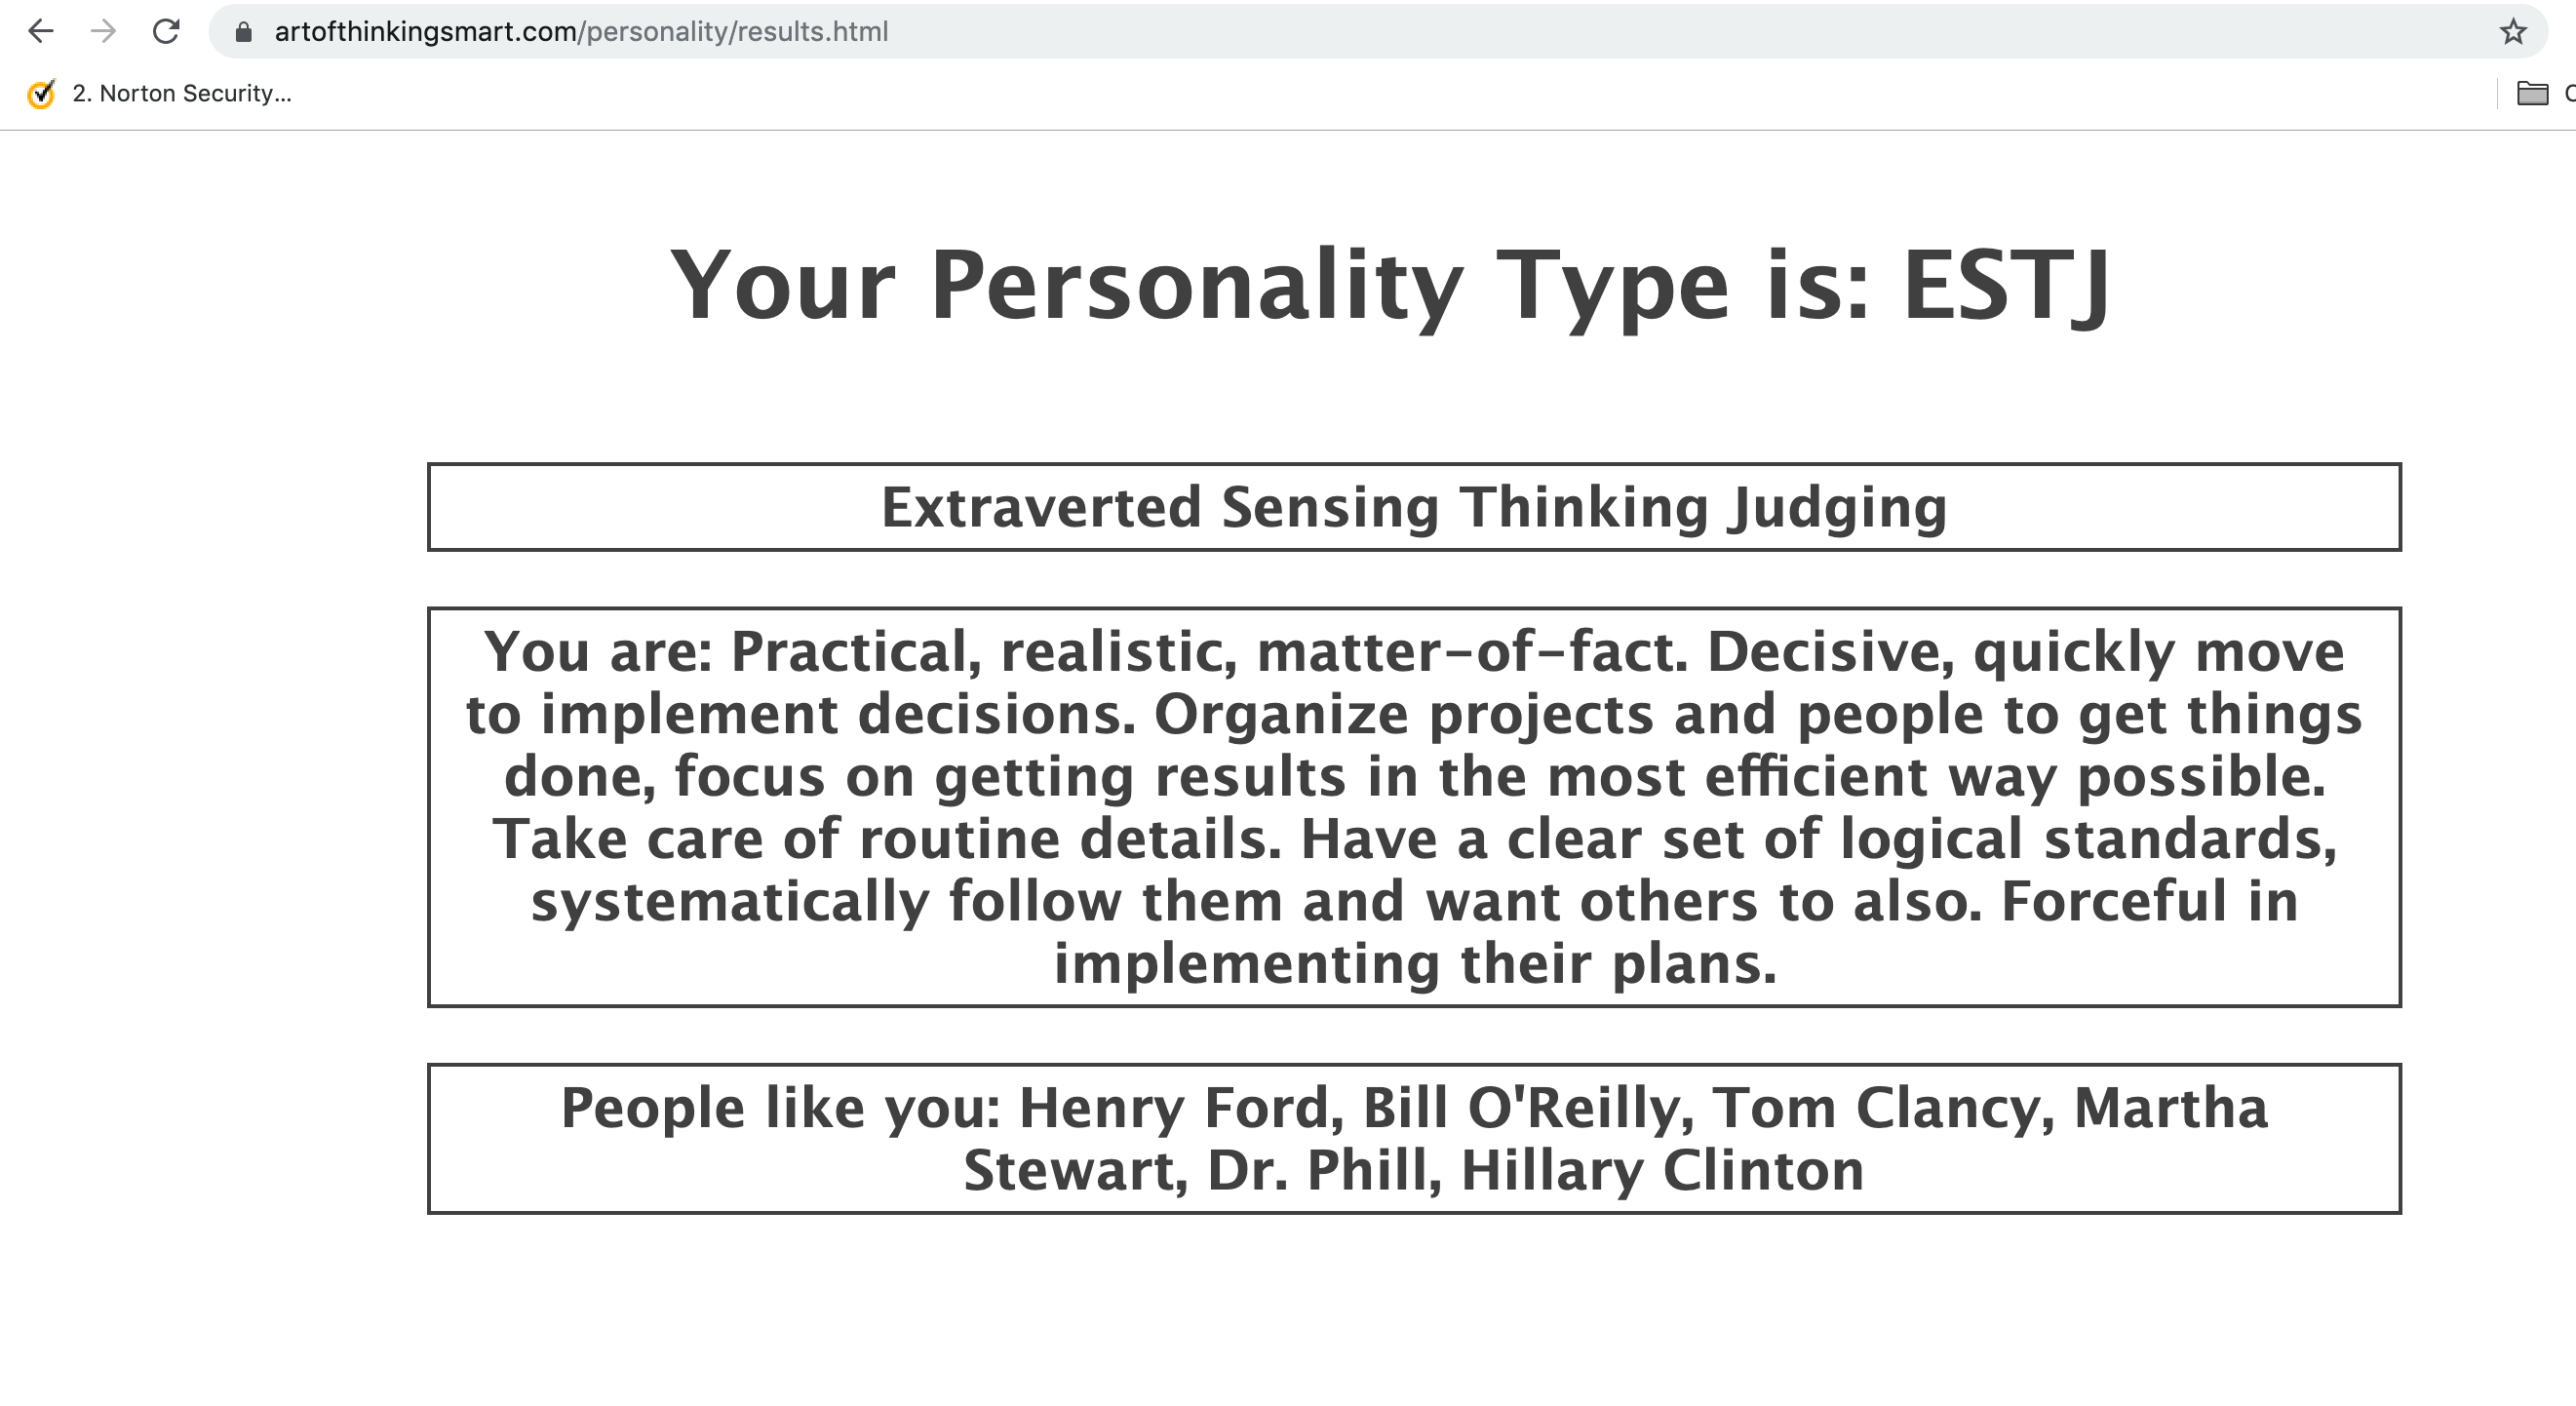 artofthinkingsmart.com/personality/results.html
2. Norton Security...
Your Personality Type is: ESTJ
Extraverted Sensing Thinking Judging
You are: Practical, realistic, matter-of-fact. Decisive, quickly move
to implement decisions. Organize projects and people to get things
done, focus on getting results in the most efficient way possible.
Take care of routine details. Have a clear set of logical standards,
systematically follow them and want others to also. Forceful in
implementing their plans.
People like you: Henry Ford, Bill O'Reilly, Tom Clancy, Martha
Stewart, Dr. Phill, Hillary Clinton